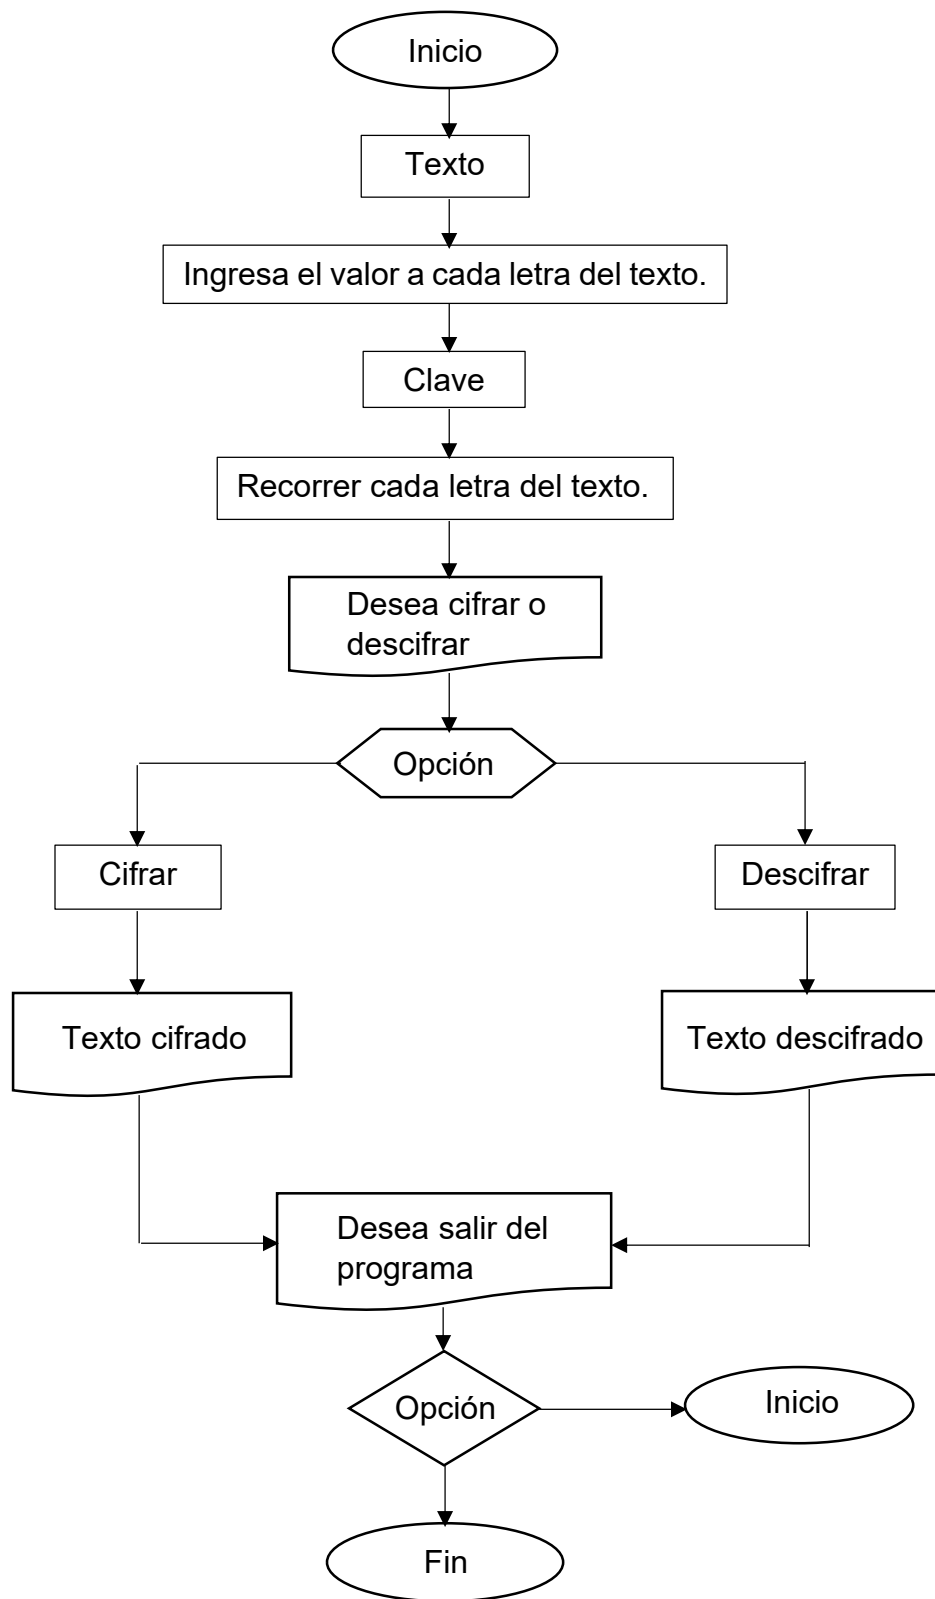 Inicio
Texto
Ingresa el valor a cada letra del texto.
Clave
Recorrer cada letra del texto.
Desea cifrar o
descifrar
Opción
Cifrar
Descifrar
Texto cifrado
Texto descifrado
Desea salir del
programa
Opción
Inicio
Fin